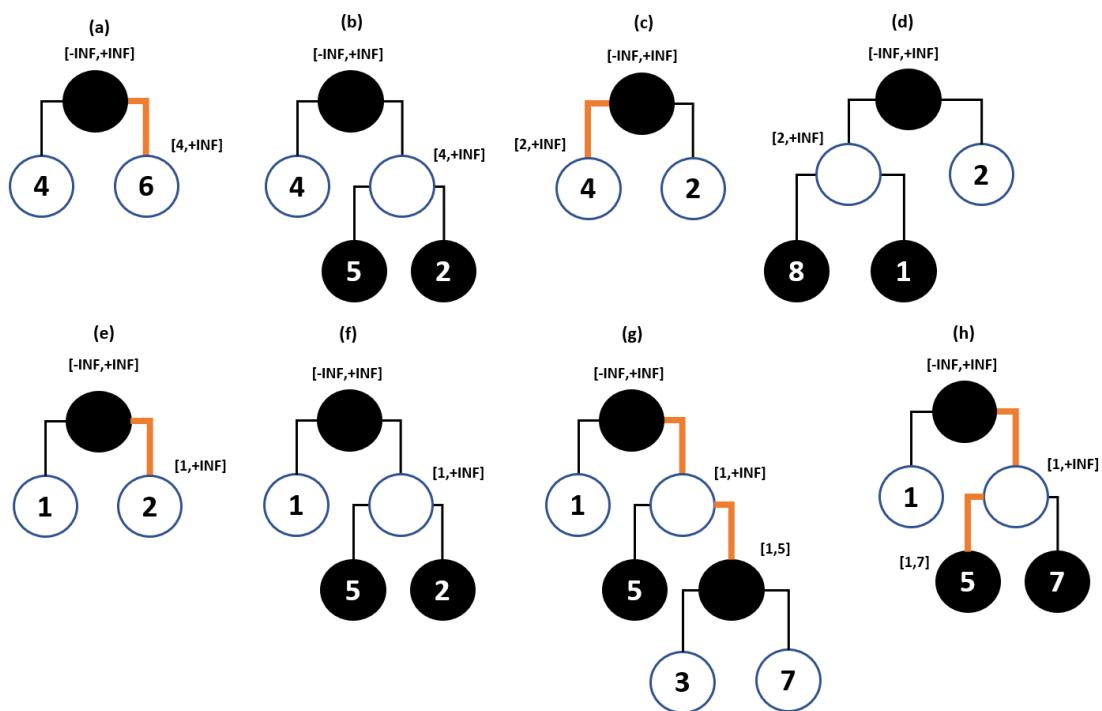 (a)
[-INF,+INF]
[4,+INF]
4
6
(b)
[-INF,+INF]
4
[4,+INF]
5
2
(c)
[-INF,+INF]
[2,+INF]
4
2
(d)
[-INF,+INF]
[2,+INF]
2
8
1
(e)
[-INF,+INF]
[1,+INF]
1
2
(f)
[-INF,+INF]
[1,+INF]
1
5
2
(g)
[-INF,+INF]
[1,+INF]
1
[1,5]
5
3
7
(h)
[-INF,+INF]
[1,+INF]
1
[1,7]
5
7